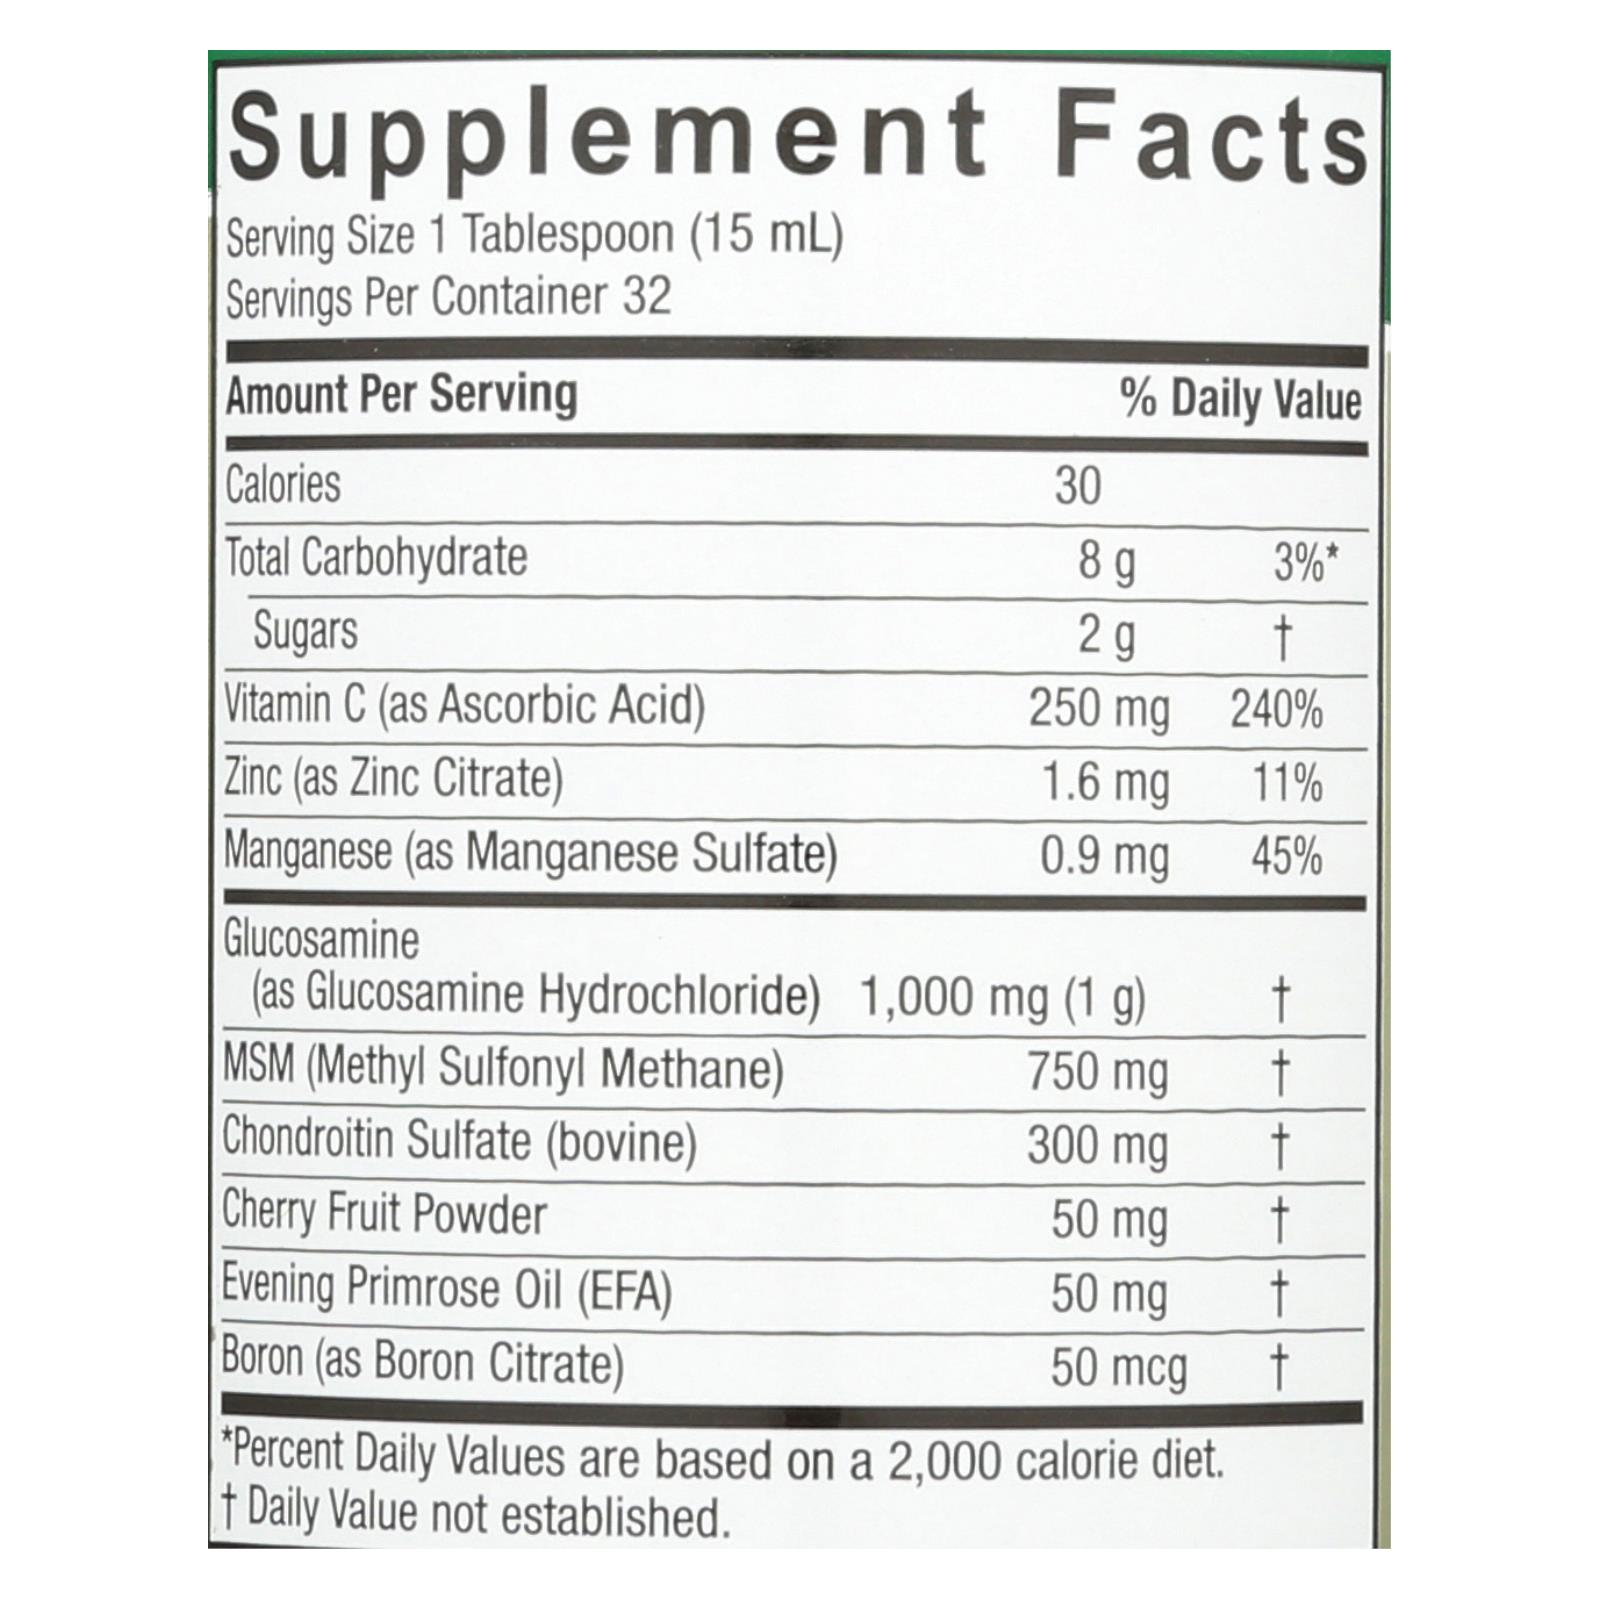 Supplement Facts
Serving Size 1 Tablespoon (15 mL)
Servings Per Container 32
Amount Per Serving % Daily Value
Calories 30
Total Carbohydrate 8 g 3%*
Sugars 2 g †
Vitamin C (as Ascorbic Acid) 250 mg 240%
Zinc (as Zinc Citrate) 1.6 mg 11%
Manganese (as Manganese Sulfate) 0.9 mg 45%
Glucosamine
(as Glucosamine Hydrochloride) 1,000 mg (1 g) †
MSM (Methyl Sulfonyl Methane) 750 mg †
Chondroitin Sulfate (bovine) 300 mg †
Cherry Fruit Powder 50 mg †
Evening Primrose Oil (EFA) 50 mg †
Boron (as Boron Citrate) 50 mcg †
*Percent Daily Values are based on a 2,000 calorie diet.
† Daily Value not established.